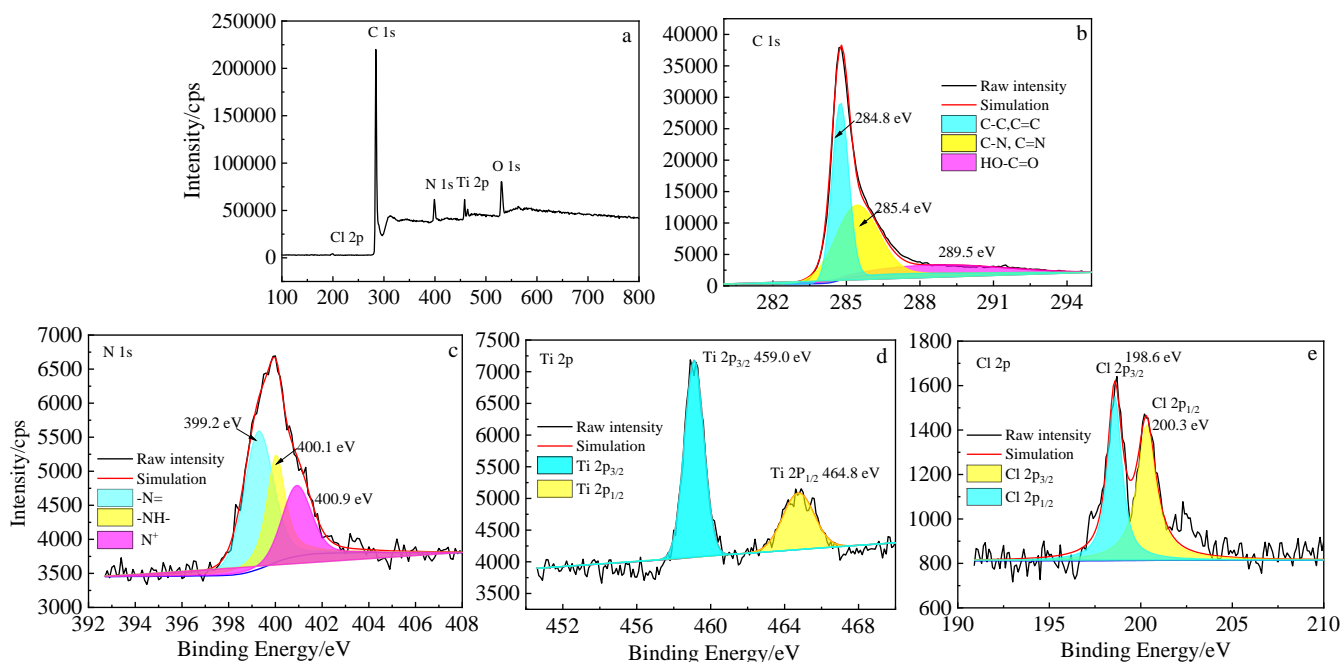 a
C 1s
N 1s
Ti 2p
O 1s
Cl 2p
250000
200000
150000
100000
50000
0
Intensity/cps
100 200 300 400 500 600 700 800
b
C 1s
Raw intensity
Simulation
C-C,C=C
C-N, C=N
HO-C=O
284.8 eV
285.4 eV
289.5 eV
40000
35000
30000
25000
20000
15000
10000
5000
0
282 285 288 291 294
N 1s
c
399.2 eV
400.1 eV
400.9 eV
Raw intensity
Simulation
-N=
-NH-
N⁺
7000
6500
6000
5500
5000
4500
4000
3500
3000
Intensity/cps
392 394 396 398 400 402 404 406 408
Binding Energy/eV
Ti 2p
d
Ti 2p3/2 459.0 eV
Raw intensity
Simulation
Ti 2p3/2
Ti 2p1/2
Ti 2P1/2 464.8 eV
7500
7000
6500
6000
5500
5000
4500
4000
3500
452 456 460 464 468
Binding Energy/eV
Cl 2p
e
198.6 eV
Cl 2p3/2
Cl 2p1/2
200.3 eV
Raw intensity
Simulation
Cl 2p3/2
Cl 2p1/2
1800
1600
1400
1200
1000
800
600
190 195 200 205 210
Binding Energy/eV